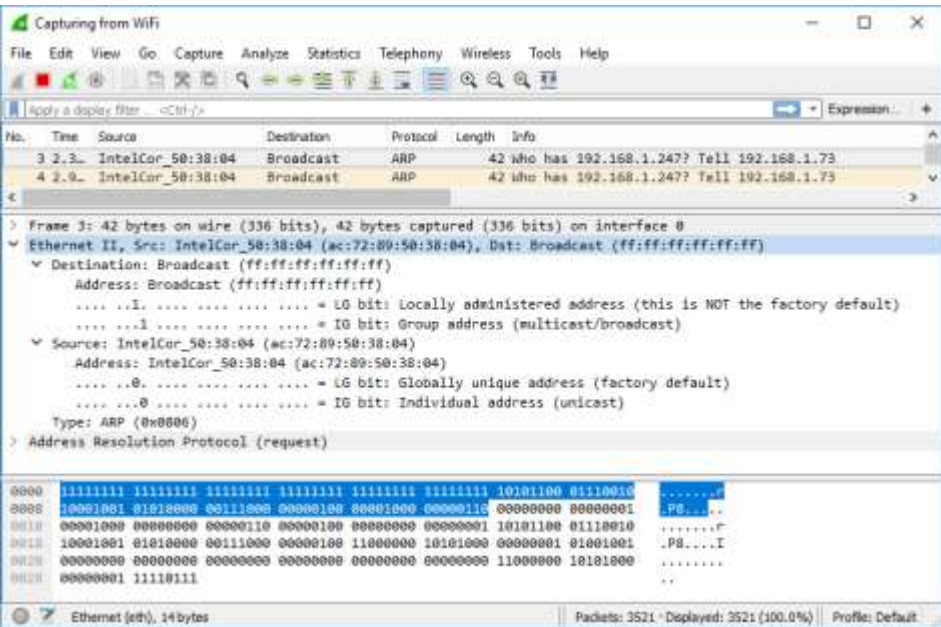 Capturing from WiFi
File Edit View Go Capture Analyze Statistics Telephony Wireless Tools Help
Apply a display filter ... <Ctrl-/> Expression... +
No. Time Source Destination Protocol Length Info
3 2.3… IntelCor_50:38:04 Broadcast ARP 42 Who has 192.168.1.247? Tell 192.168.1.73
4 2.9… IntelCor_50:38:04 Broadcast ARP 42 Who has 192.168.1.247? Tell 192.168.1.73
> Frame 3: 42 bytes on wire (336 bits), 42 bytes captured (336 bits) on interface 0
Ethernet II, Src: IntelCor_50:38:04 (ac:72:89:50:38:04), Dst: Broadcast (ff:ff:ff:ff:ff:ff)
Destination: Broadcast (ff:ff:ff:ff:ff:ff)
Address: Broadcast (ff:ff:ff:ff:ff:ff)
.... ..1. .... .... .... .... = LG bit: Locally administered address (this is NOT the factory default)
.... ...1 .... .... .... .... = IG bit: Group address (multicast/broadcast)
Source: IntelCor_50:38:04 (ac:72:89:50:38:04)
Address: IntelCor_50:38:04 (ac:72:89:50:38:04)
.... ..0. .... .... .... .... = LG bit: Globally unique address (factory default)
.... ...0 .... .... .... .... = IG bit: Individual address (unicast)
Type: ARP (0x0806)
> Address Resolution Protocol (request)
0000 11111111 11111111 11111111 11111111 11111111 11111111 10101100 01110010 .......r
0008 10001001 01010000 00111000 00000100 00001000 00000110 00000000 00000001 .P8.....
0010 00001000 00000000 00000110 00000100 00000000 00000001 10101100 01110010 .......r
0018 10001001 01010000 00111000 00000100 11000000 10101000 00000001 01001001 .P8....I
0020 00000000 00000000 00000000 00000000 00000000 00000000 11000000 10101000 ........
0028 00000001 11110111 ..
Ethernet (eth), 14 bytes Packets: 3521 · Displayed: 3521 (100.0%) Profile: Default